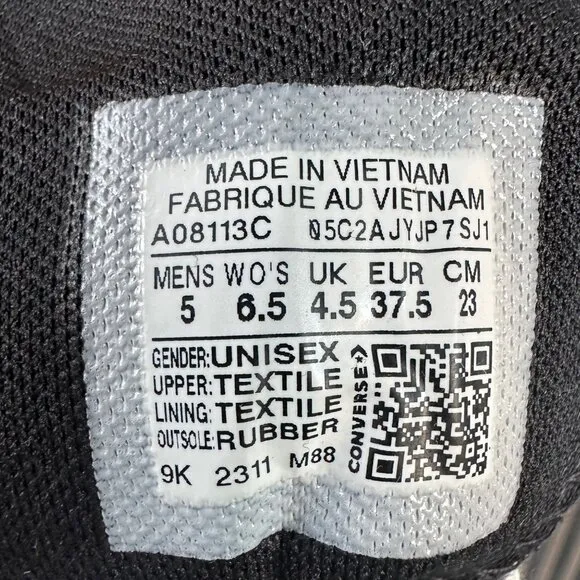 MADE IN VIETNAM
FABRIQUE AU VIETNAM
A08113C 05C2AJYJP7SJ1
MENS WO'S UK EUR CM
5 6.5 4.5 37.5 23
GENDER:UNISEX
UPPER:TEXTILE
LINING:TEXTILE
OUTSOLE:RUBBER
CONVERSE
9K 2311 M88